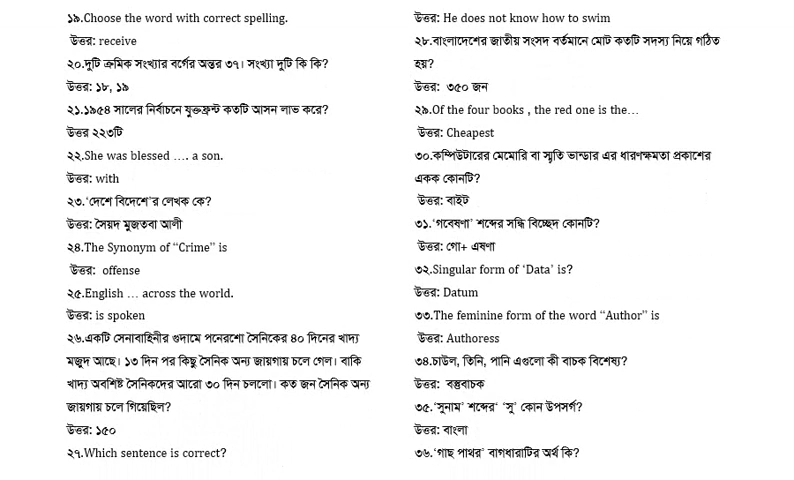 ১৯.Choose the word with correct spelling.
উত্তর: receive
২০.দুটি ক্রমিক সংখ্যার বর্গের অন্তর ৩৭। সংখ্যা দুটি কি কি?
উত্তর: ১৮, ১৯
২১.১৯৫৪ সালের নির্বাচনে যুক্তফ্রন্ট কতটি আসন লাভ করে?
উত্তর ২২৩টি
২২.She was blessed …. a son.
উত্তর: with
২৩.‘দেশে বিদেশে’র লেখক কে?
উত্তর: সৈয়দ মুজতবা আলী
২৪.The Synonym of “Crime” is
উত্তর: offense
২৫.English … across the world.
উত্তর: is spoken
২৬.একটি সেনাবাহিনীর গুদামে পনেরশো সৈনিকের ৪০ দিনের খাদ্য
মজুদ আছে। ১৩ দিন পর কিছু সৈনিক অন্য জায়গায় চলে গেল। বাকি
খাদ্য অবশিষ্ট সৈনিকদের আরো ৩০ দিন চললো। কত জন সৈনিক অন্য
জায়গায় চলে গিয়েছিল?
উত্তর: ১৫০
২৭.Which sentence is correct?
উত্তর: He does not know how to swim
২৮.বাংলাদেশের জাতীয় সংসদ বর্তমানে মোট কতটি সদস্য নিয়ে গঠিত
হয়?
উত্তর: ৩৫০ জন
২৯.Of the four books , the red one is the…
উত্তর: Cheapest
৩০.কম্পিউটারের মেমোরি বা স্মৃতি ভান্ডার এর ধারণক্ষমতা প্রকাশের
একক কোনটি?
উত্তর: বাইট
৩১.‘গবেষণা’ শব্দের সন্ধি বিচ্ছেদ কোনটি?
উত্তর: গো+ এষণা
৩২.Singular form of ‘Data’ is?
উত্তর: Datum
৩৩.The feminine form of the word “Author” is
উত্তর: Authoress
৩৪.চাউল, তিনি, পানি এগুলো কী বাচক বিশেষ্য?
উত্তর: বস্তুবাচক
৩৫.‘সুনাম’ শব্দের‘ ‘সু’ কোন উপসর্গ?
উত্তর: বাংলা
৩৬.‘গাছ পাথর’ বাগধারাটির অর্থ কি?